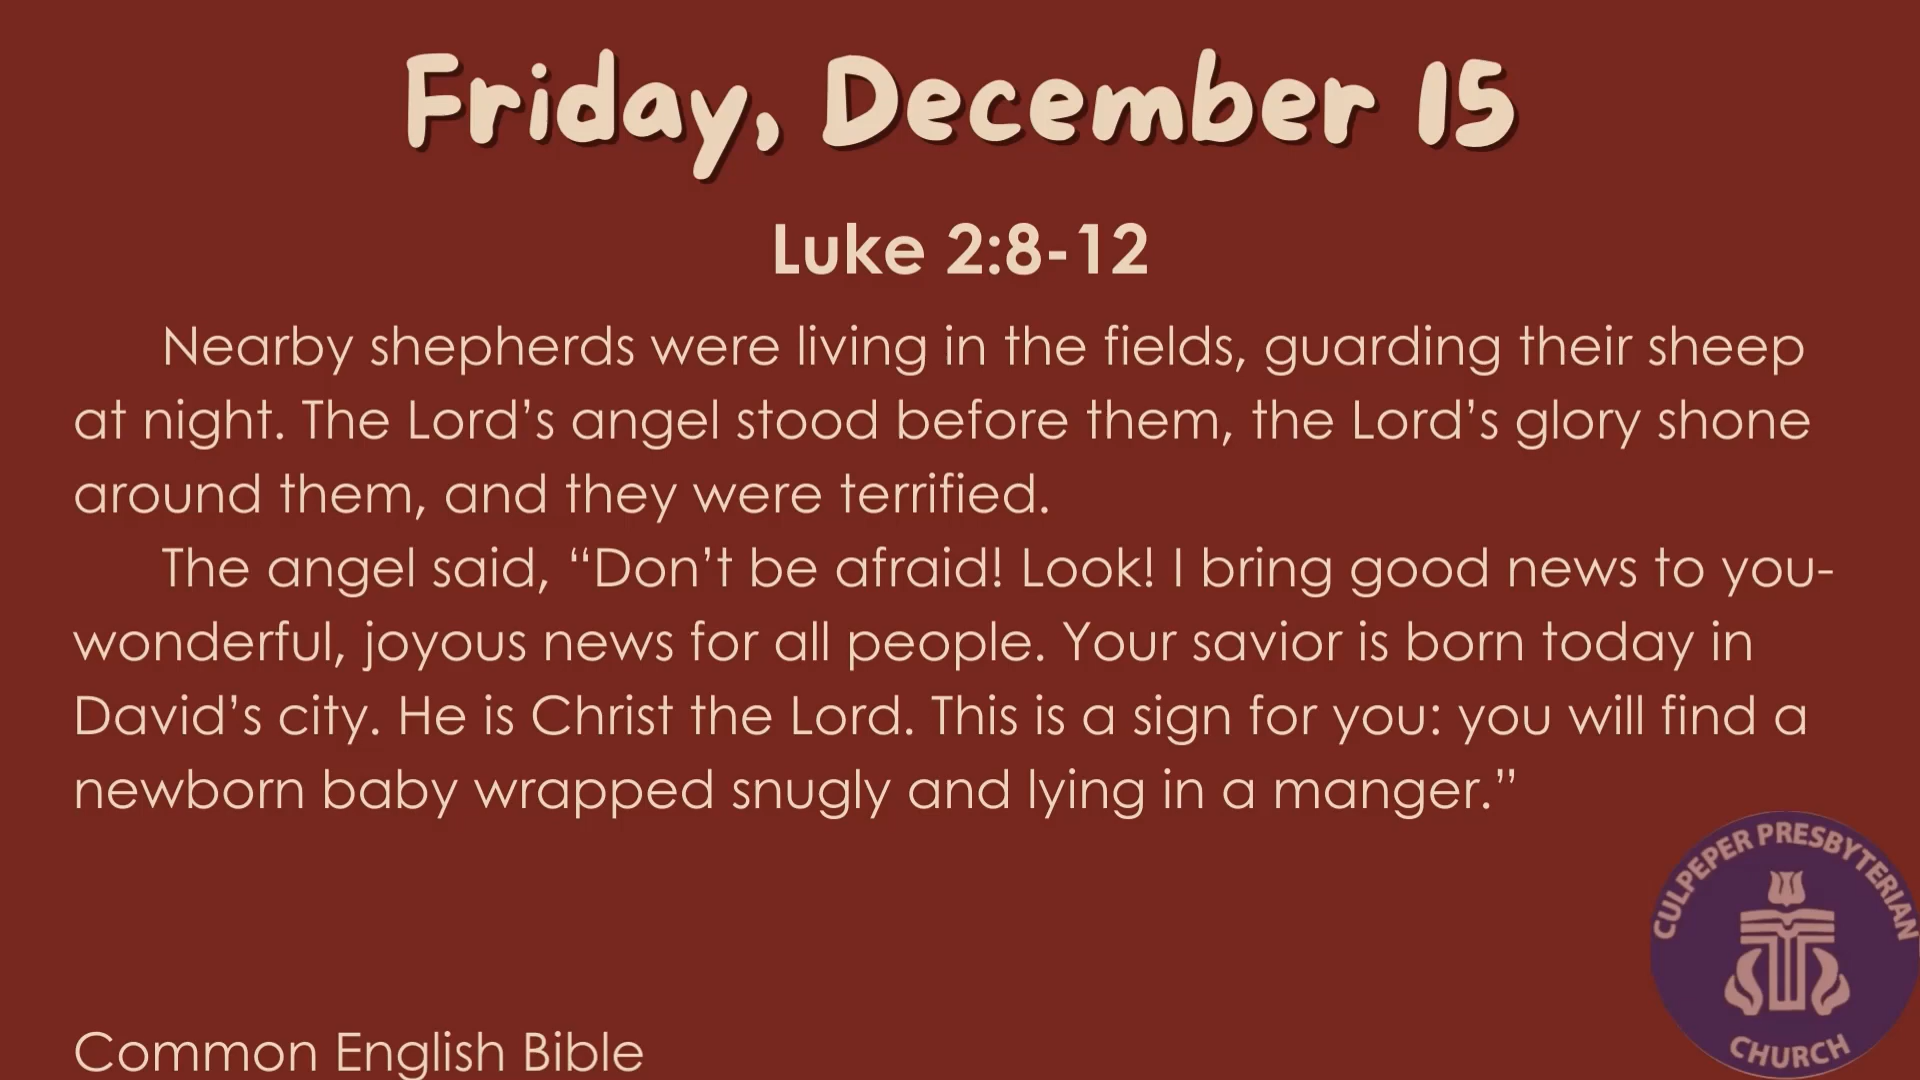 Friday, December 15
Luke 2:8-12
Nearby shepherds were living in the fields, guarding their sheep
at night. The Lord’s angel stood before them, the Lord’s glory shone
around them, and they were terrified.
The angel said, “Don’t be afraid! Look! I bring good news to you-
wonderful, joyous news for all people. Your savior is born today in
David’s city. He is Christ the Lord. This is a sign for you: you will find a
newborn baby wrapped snugly and lying in a manger.”
CULPEPER PRESBYTERIAN
CHURCH
Common English Bible